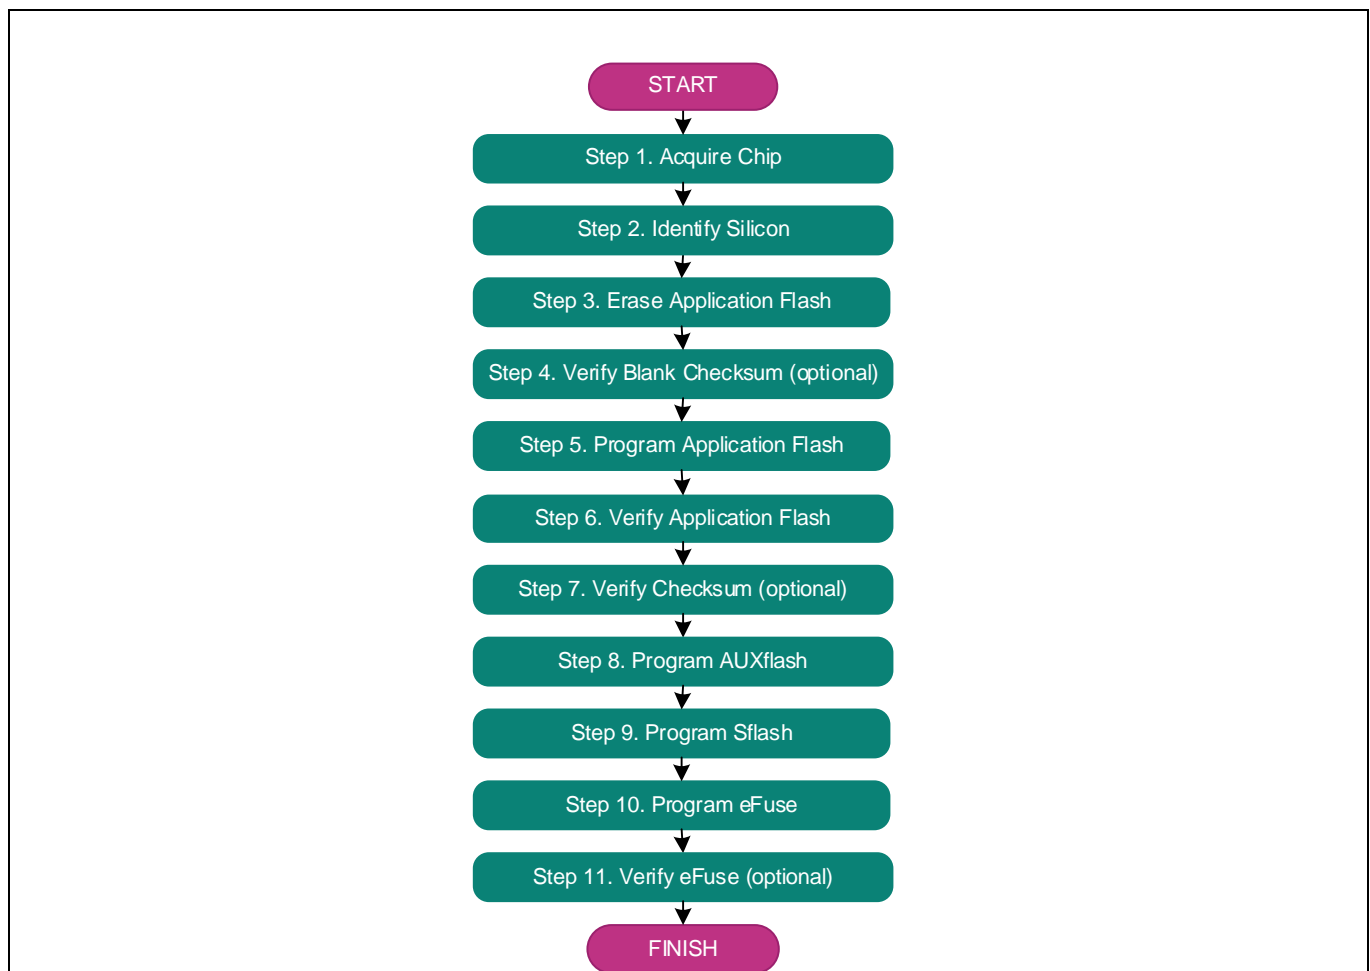 START
Step 1. Acquire Chip
Step 2. Identify Silicon
Step 3. Erase Application Flash
Step 4. Verify Blank Checksum (optional)
Step 5. Program Application Flash
Step 6. Verify Application Flash
Step 7. Verify Checksum (optional)
Step 8. Program AUXflash
Step 9. Program Sflash
Step 10. Program eFuse
Step 11. Verify eFuse (optional)
FINISH